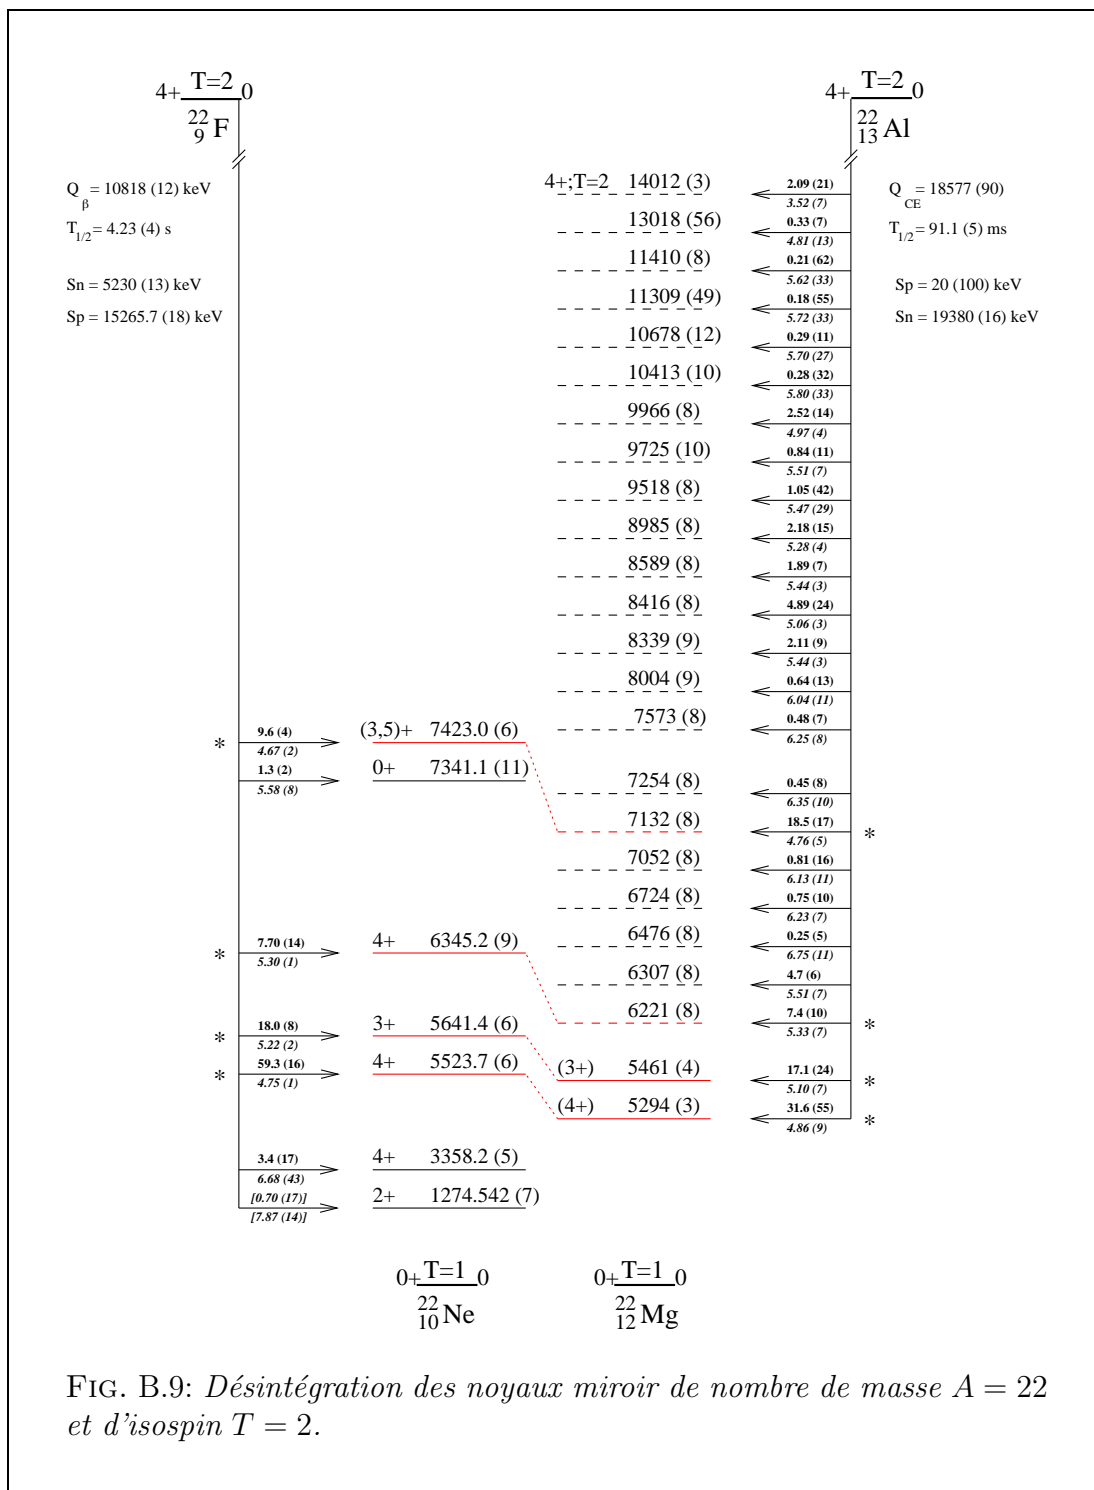 4+ T=2 0
22 9 F
Q β = 10818 (12) keV
T1/2 = 4.23 (4) s
Sn = 5230 (13) keV
Sp = 15265.7 (18) keV
4+ T=2 0
22 13 Al
Q CE = 18577 (90)
T1/2 = 91.1 (5) ms
Sp = 20 (100) keV
Sn = 19380 (16) keV
4+;T=2 14012 (3) 2.09 (21)
3.52 (7)
13018 (56) 0.33 (7)
4.81 (13)
11410 (8) 0.21 (62)
5.62 (33)
11309 (49) 0.18 (55)
5.72 (33)
10678 (12) 0.29 (11)
5.70 (27)
10413 (10) 0.28 (32)
5.80 (33)
9966 (8) 2.52 (14)
4.97 (4)
9725 (10) 0.84 (11)
5.51 (7)
9518 (8) 1.05 (42)
5.47 (29)
8985 (8) 2.18 (15)
5.28 (4)
8589 (8) 1.89 (7)
5.44 (3)
8416 (8) 4.89 (24)
5.06 (3)
8339 (9) 2.11 (9)
5.44 (3)
8004 (9) 0.64 (13)
6.04 (11)
7573 (8) 0.48 (7)
6.25 (8)
* 9.6 (4) (3,5)+ 7423.0 (6)
4.67 (2)
1.3 (2) 0+ 7341.1 (11)
5.58 (8)
7254 (8) 0.45 (8)
6.35 (10)
7132 (8) 18.5 (17) *
4.76 (5)
7052 (8) 0.81 (16)
6.13 (11)
6724 (8) 0.75 (10)
6.23 (7)
* 7.70 (14) 4+ 6345.2 (9)
5.30 (1)
6476 (8) 0.25 (5)
6.75 (11)
6307 (8) 4.7 (6)
5.51 (7)
6221 (8) 7.4 (10) *
5.33 (7)
* 18.0 (8) 3+ 5641.4 (6)
5.22 (2)
* 59.3 (16) 4+ 5523.7 (6)
4.75 (1)
(3+) 5461 (4) 17.1 (24) *
5.10 (7)
(4+) 5294 (3) 31.6 (55) *
4.86 (9)
3.4 (17) 4+ 3358.2 (5)
6.68 (43)
[0.70 (17)] 2+ 1274.542 (7)
[7.87 (14)]
0+ T=1 0
22 10 Ne
0+ T=1 0
22 12 Mg
FIG. B.9: Désintégration des noyaux miroir de nombre de masse A = 22
et d'isospin T = 2.